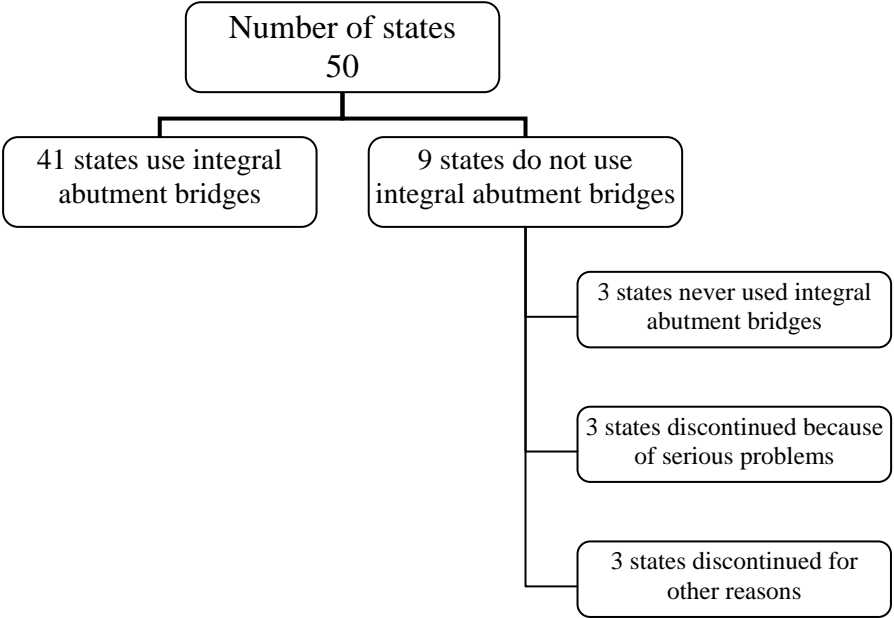 Number of states
50
41 states use integral
abutment bridges
9 states do not use
integral abutment bridges
3 states never used integral
abutment bridges
3 states discontinued because
of serious problems
3 states discontinued for
other reasons